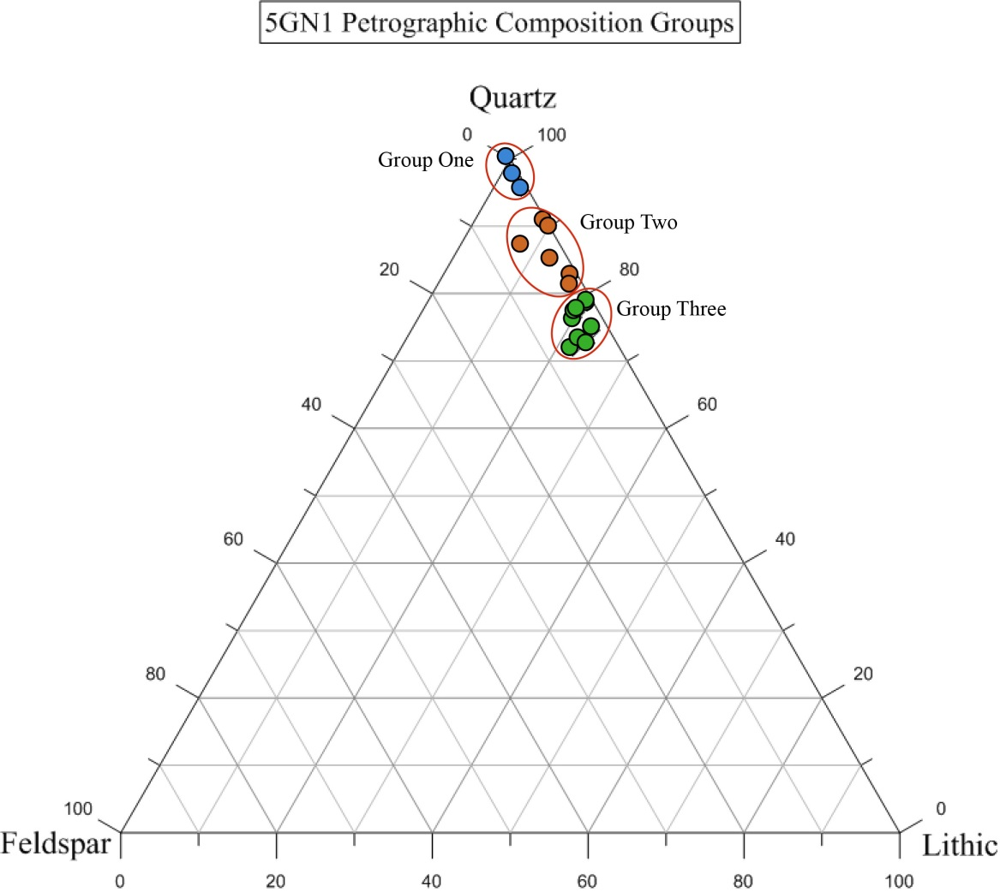 5GN1 Petrographic Composition Groups
Quartz
0 100
Group One
Group Two
20 80
Group Three
40 60
60 40
80 20
100 0
Feldspar Lithic
0 20 40 60 80 100